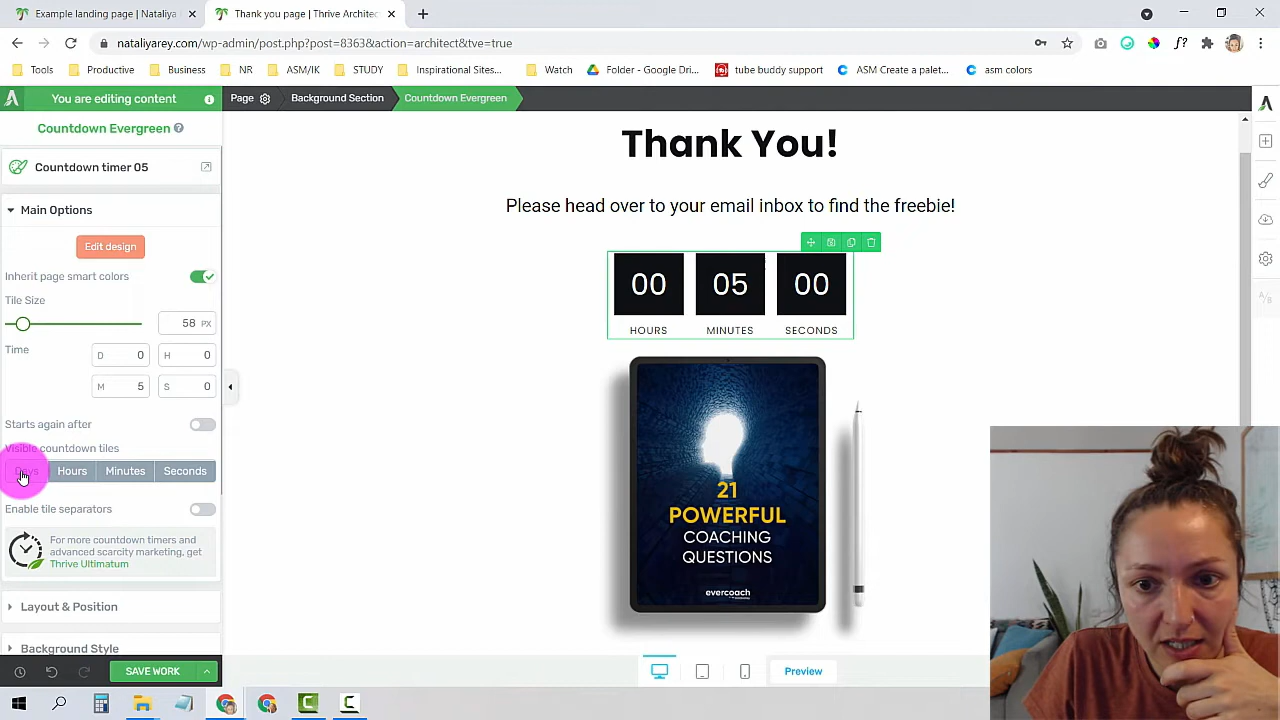 Example landing page | Nataliya
Thank you page | Thrive Architec
nataliyarey.com/wp-admin/post.php?post=8363&action=architect&tve=true
Tools
Productive
Business
NR
ASM/IK
STUDY
Inspirational Sites...
Watch
Folder - Google Dri...
tube buddy support
ASM Create a palet...
asm colors
You are editing content
Page
Background Section
Countdown Evergreen
Countdown Evergreen
Countdown timer 05
Main Options
Edit design
Inherit page smart colors
Tile Size
58 PX
Time
D 0
H 0
M 5
S 0
Starts again after
Visible countdown tiles
Days Hours Minutes Seconds
Enable tile separators
For more countdown timers and
advanced scarcity marketing, get
Thrive Ultimatum
Layout & Position
Background Style
SAVE WORK
Thank You!
Please head over to your email inbox to find the freebie!
00 05 00
HOURS MINUTES SECONDS
21
POWERFUL
COACHING
QUESTIONS
evercoach
Preview
A/B